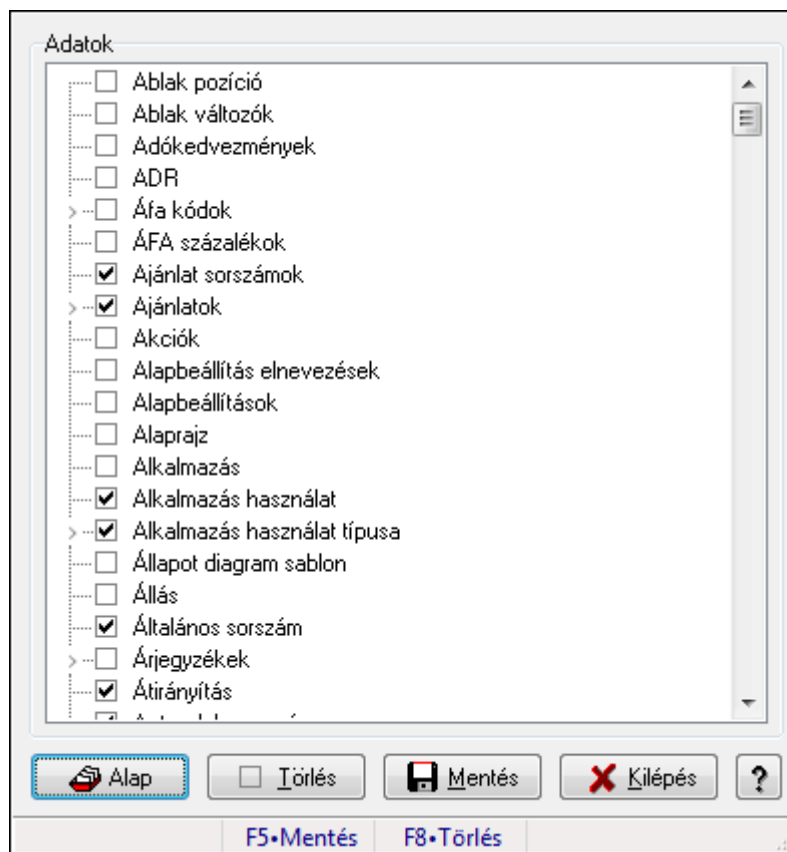 Adatok
Ablak pozíció
Ablak változók
Adókedvezmények
ADR
Áfa kódok
ÁFA százalékok
Ajánlat sorszámok
Ajánlatok
Akciók
Alapbeállítás elnevezések
Alapbeállítások
Alaprajz
Alkalmazás
Alkalmazás használat
Alkalmazás használat típusa
Állapot diagram sablon
Állás
Általános sorszám
Árjegyzékek
Átirányítás
Alap
Törlés
Mentés
Kilépés
?
F5•Mentés F8•Törlés